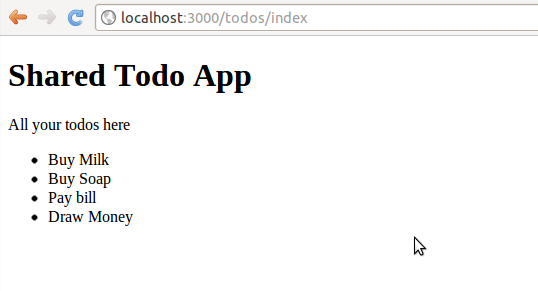 localhost:3000/todos/index
Shared Todo App
All your todos here
Buy Milk
Buy Soap
Pay bill
Draw Money